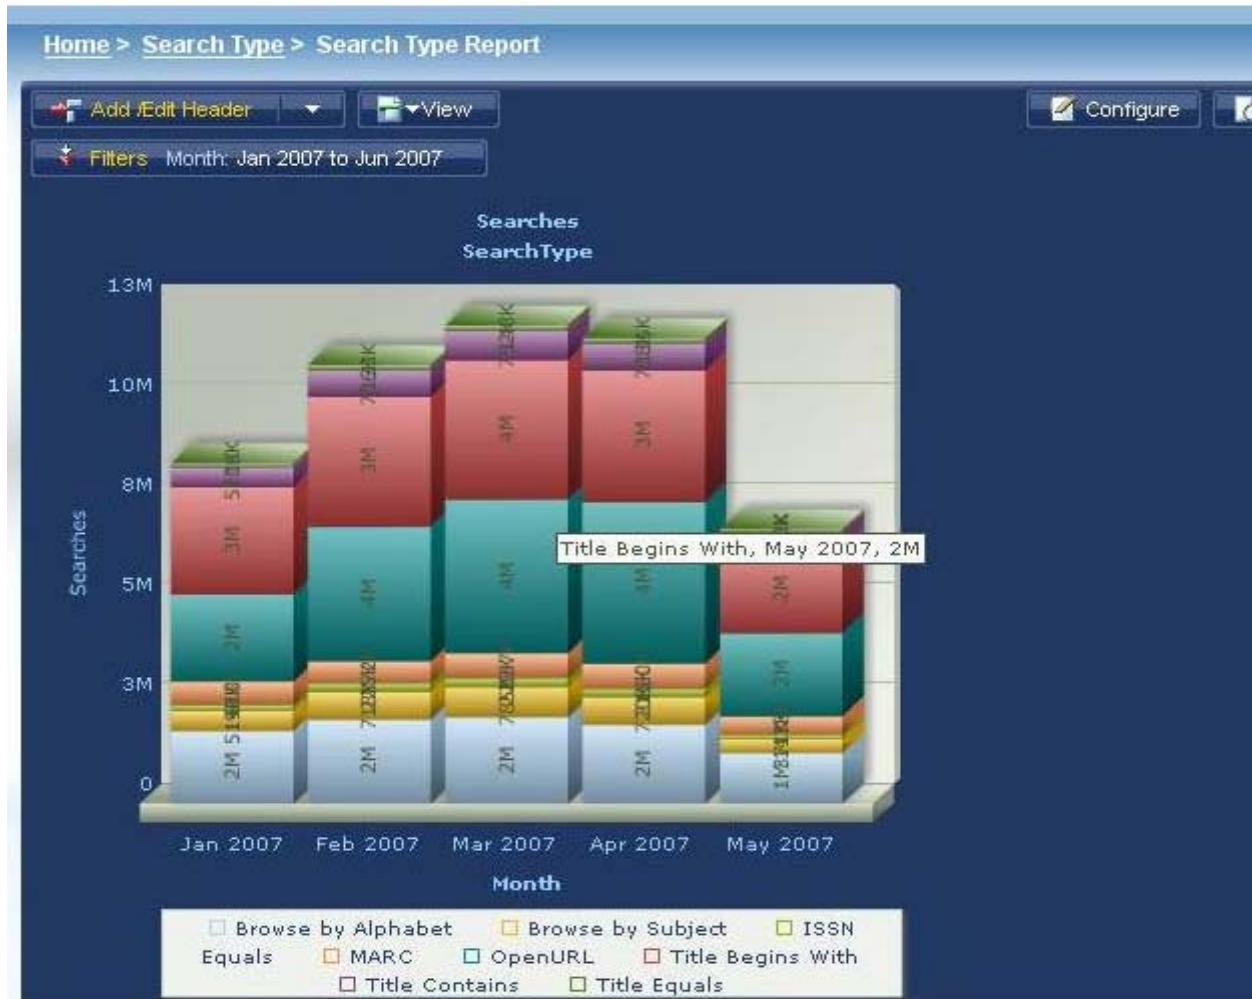 Home > Search Type > Search Type Report
Add /Edit Header
View
Configure
Filters Month: Jan 2007 to Jun 2007
Searches
SearchType
13M
10M
8M
5M
3M
0
Searches
3M
2M
2M
3M
4M
2M
4M
4M
2M
3M
4M
2M
2M
2M
1M
Title Begins With, May 2007, 2M
Jan 2007 Feb 2007 Mar 2007 Apr 2007 May 2007
Month
Browse by Alphabet Browse by Subject ISSN
Equals MARC OpenURL Title Begins With
Title Contains Title Equals